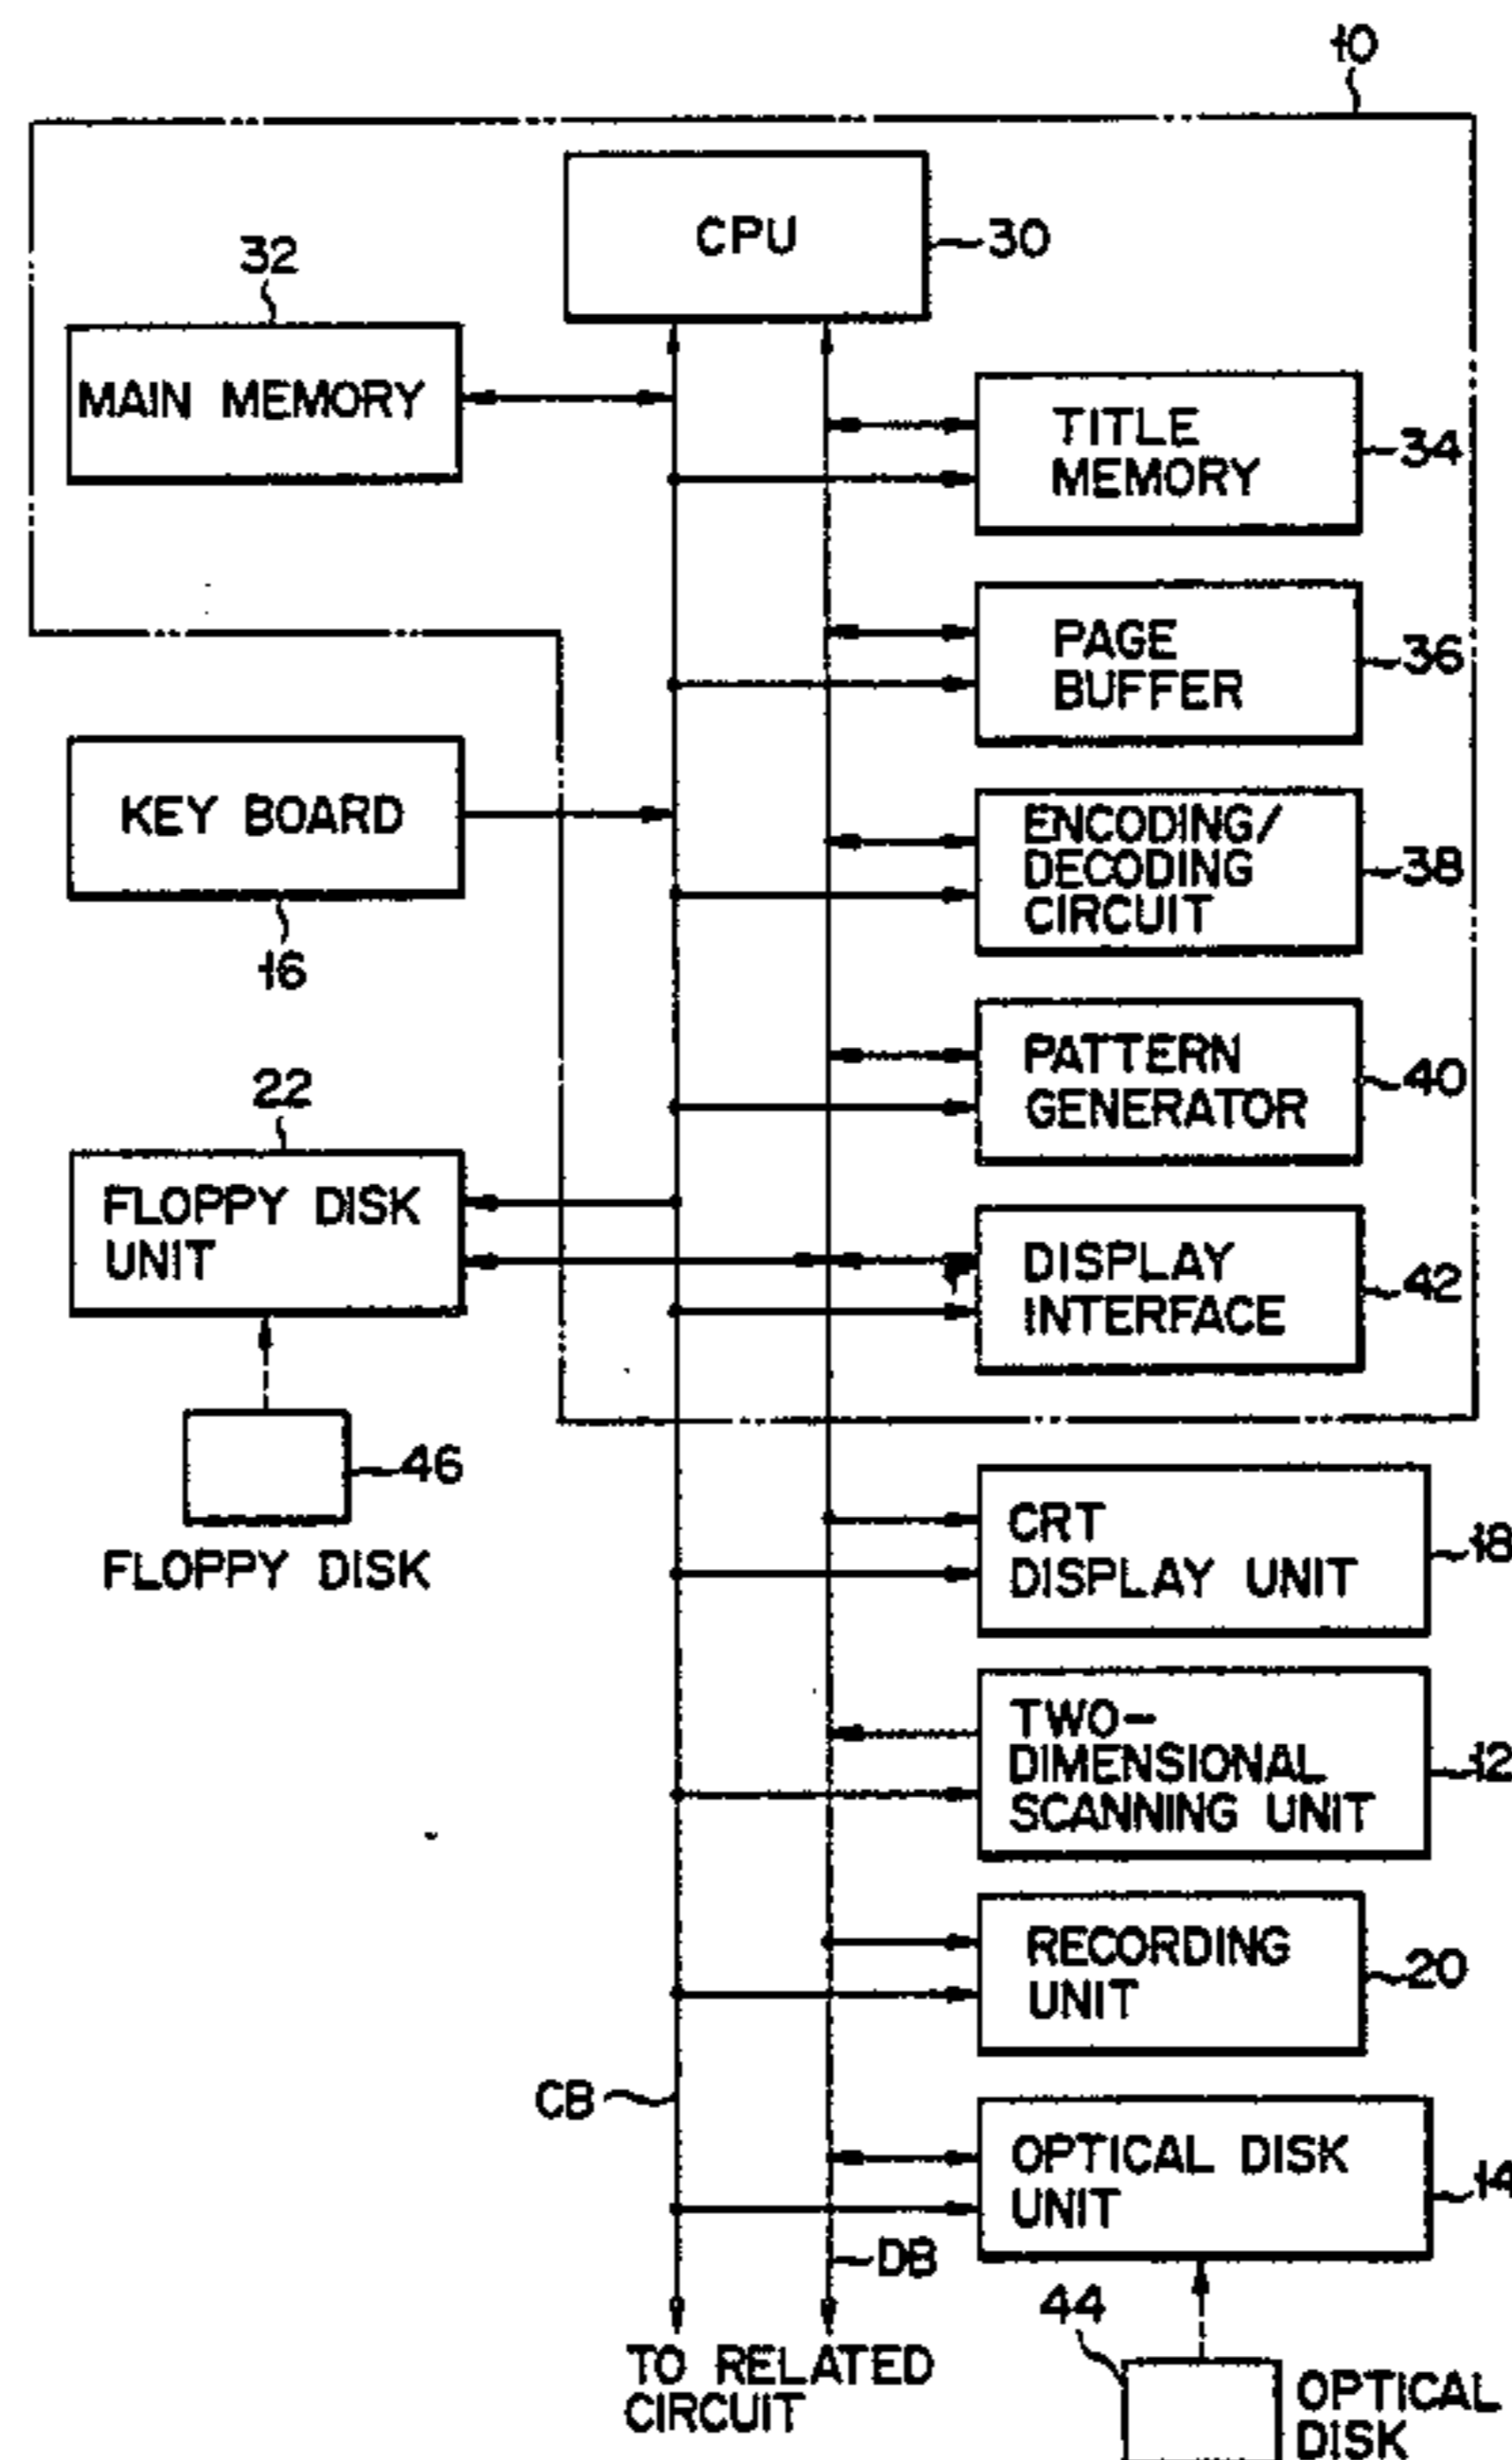 10
CPU
30
32
MAIN MEMORY
TITLE
MEMORY
34
PAGE
BUFFER
36
KEY BOARD
16
ENCODING/
DECODING
CIRCUIT
38
PATTERN
GENERATOR
40
22
FLOPPY DISK
UNIT
DISPLAY
INTERFACE
42
46
FLOPPY DISK
CRT
DISPLAY UNIT
18
TWO-
DIMENSIONAL
SCANNING UNIT
12
RECORDING
UNIT
20
CB
OPTICAL DISK
UNIT
14
DB
44
TO RELATED
CIRCUIT
OPTICAL
DISK